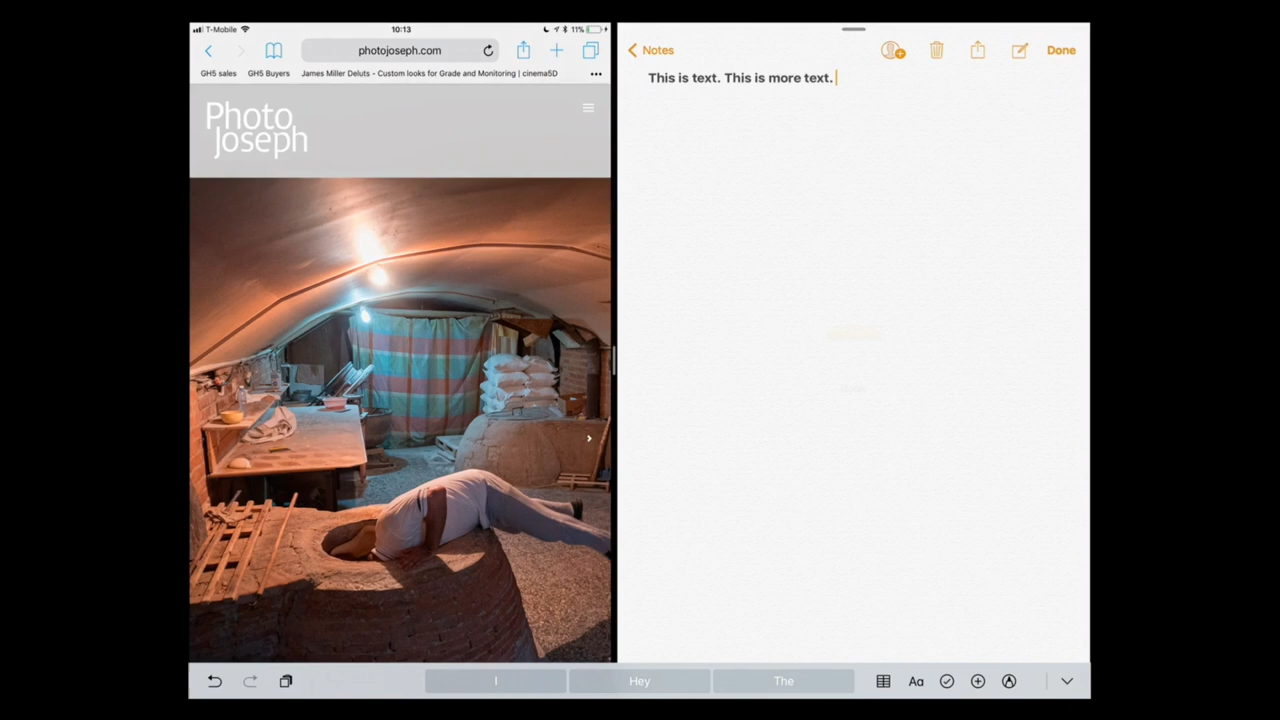 T-Mobile
10:13
11%
photojoseph.com
GH5 sales
GH5 Buyers
James Miller Deluts - Custom looks for Grade and Monitoring | cinema5D
Photo
Joseph
Notes
Done
This is text. This is more text.
I
Hey
The
Aa